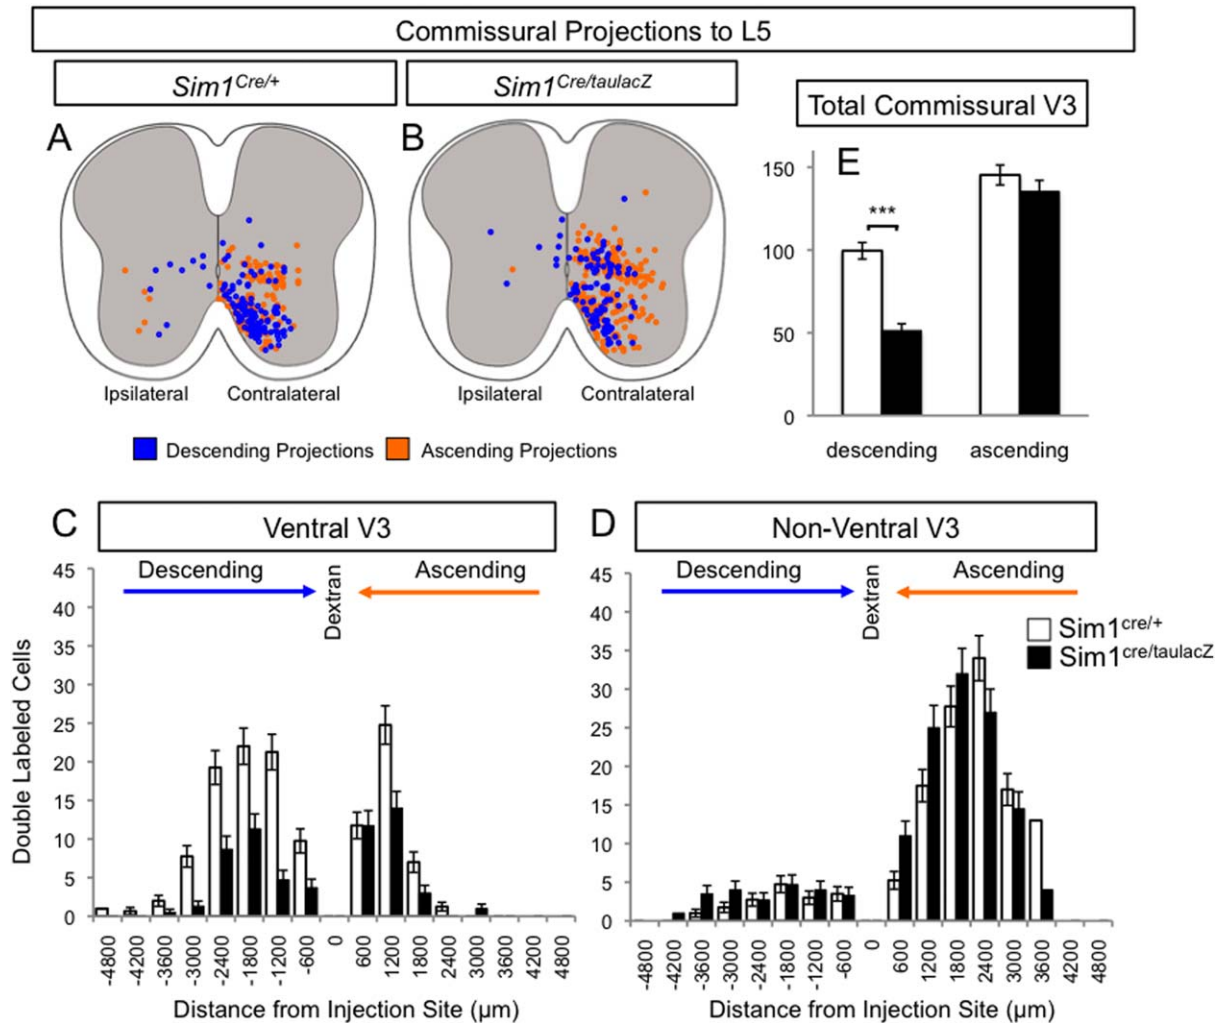 Commissural Projections to L5
Sim1Cre/+
Sim1Cre/taulacZ
Total Commissural V3
A
B
E
150
100
50
0
***
descending
ascending
Ipsilateral
Contralateral
Ipsilateral
Contralateral
Descending Projections
Ascending Projections
C
Ventral V3
Descending
Dextran
Ascending
45
40
35
30
25
20
15
10
5
0
Double Labeled Cells
-4800
-4200
-3600
-3000
-2400
-1800
-1200
-600
0
600
1200
1800
2400
3000
3600
4200
4800
Distance from Injection Site (µm)
D
Non-Ventral V3
Descending
Dextran
Ascending
Sim1cre/+
Sim1cre/taulacZ
45
40
35
30
25
20
15
10
5
0
-4800
-4200
-3600
-3000
-2400
-1800
-1200
-600
0
600
1200
1800
2400
3000
3600
4200
4800
Distance from Injection Site (µm)